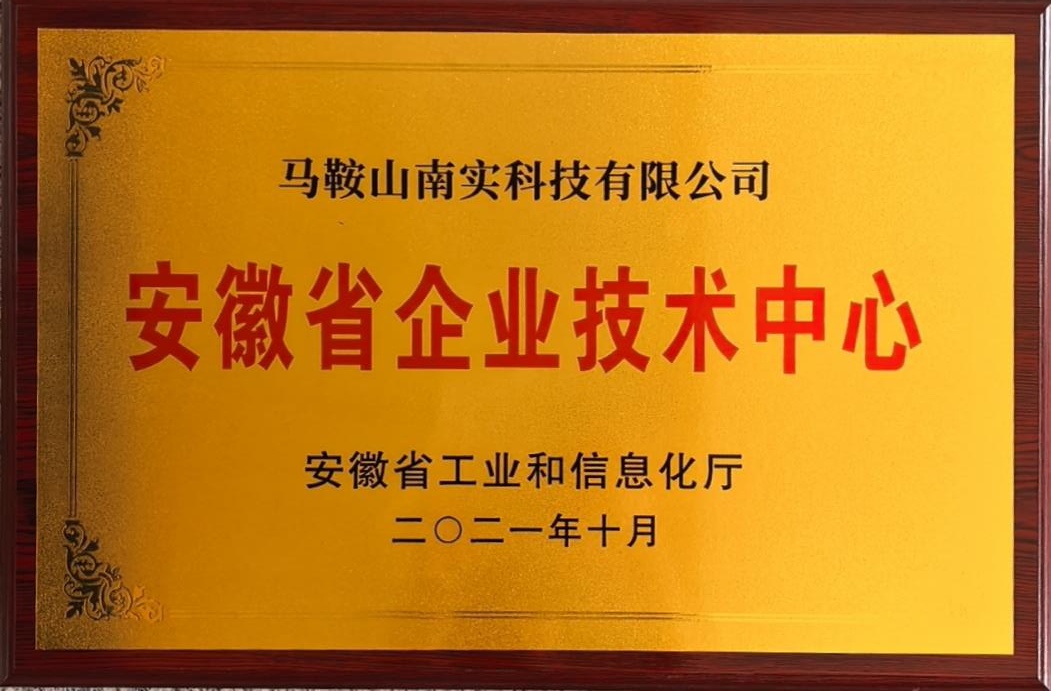 马鞍山南实科技有限公司
安徽省企业技术中心
安徽省工业和信息化厅
二〇二一年十月